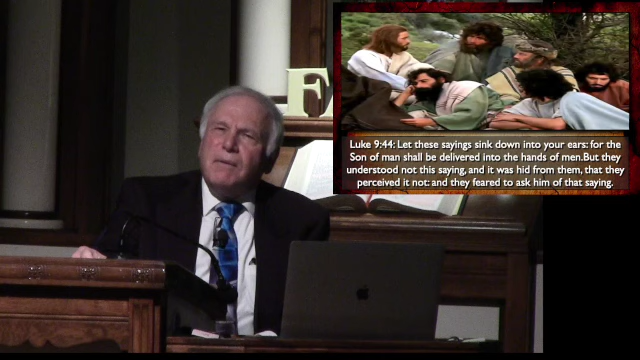 FA
Luke 9:44: Let these sayings sink down into your ears: for the
Son of man shall be delivered into the hands of men.But they
understood not this saying, and it was hid from them, that they
perceived it not: and they feared to ask him of that saying.